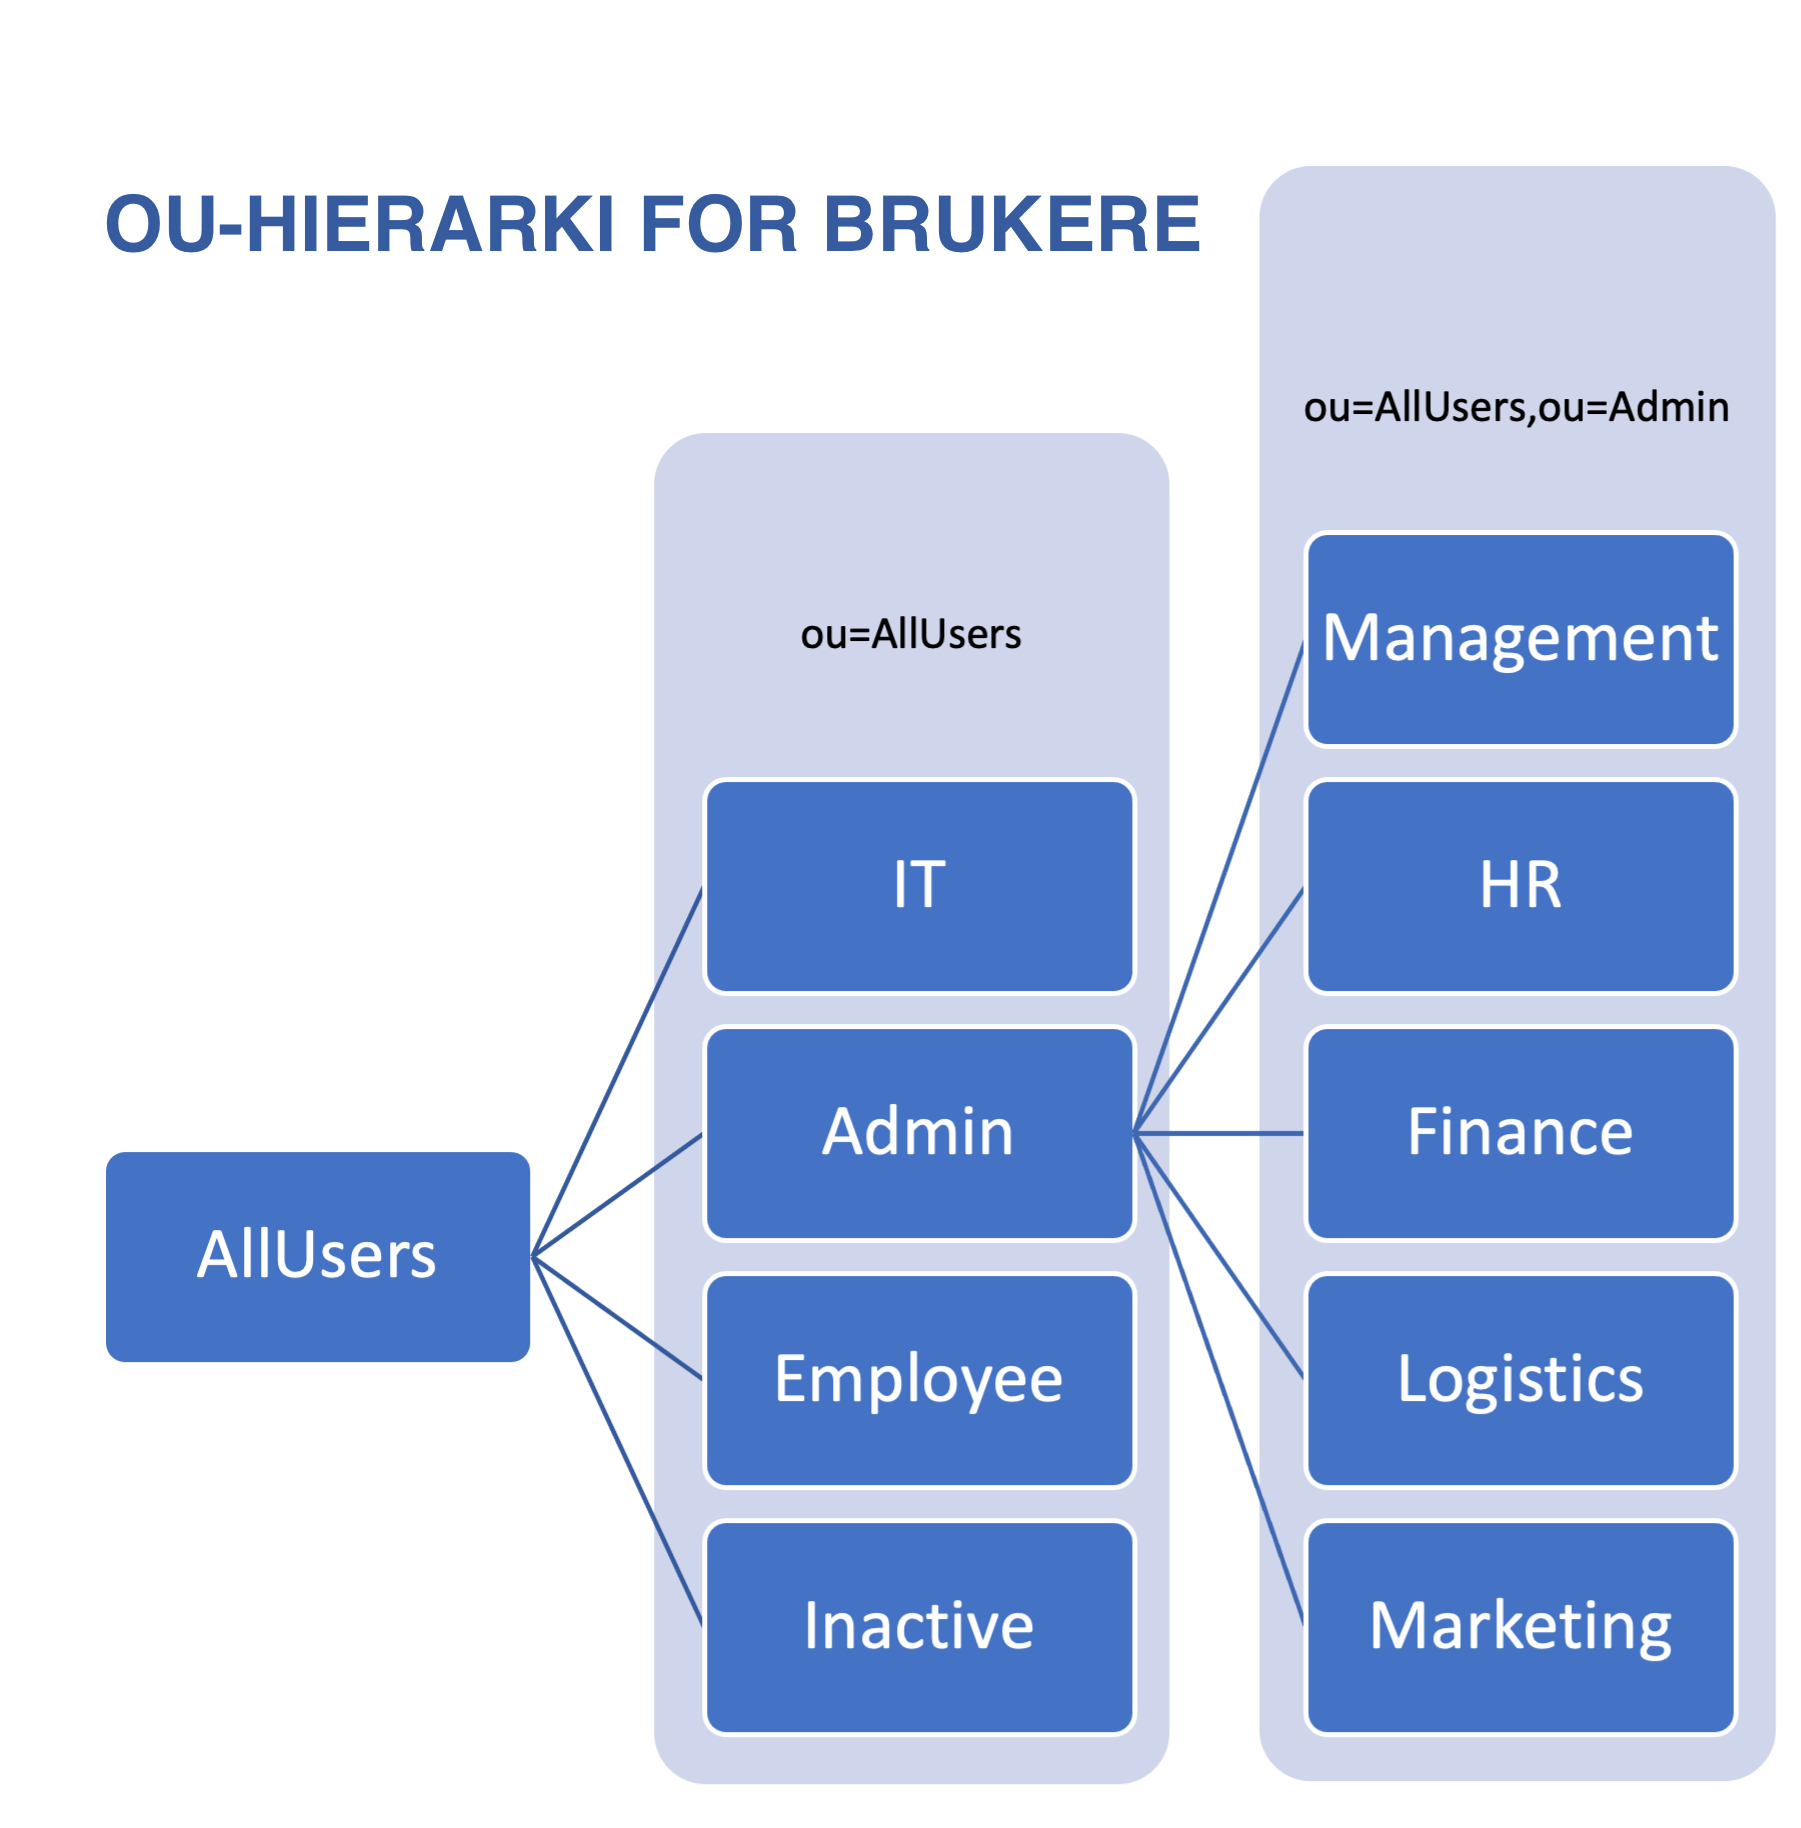 OU-HIERARKI FOR BRUKERE
AllUsers
ou=AllUsers
IT
Admin
Employee
Inactive
ou=AllUsers,ou=Admin
Management
HR
Finance
Logistics
Marketing